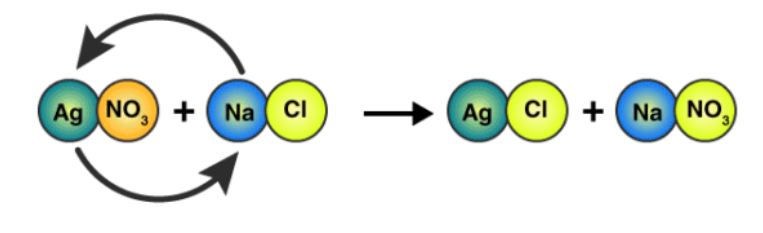 Ag NO₃ + Na Cl → Ag Cl + Na NO₃